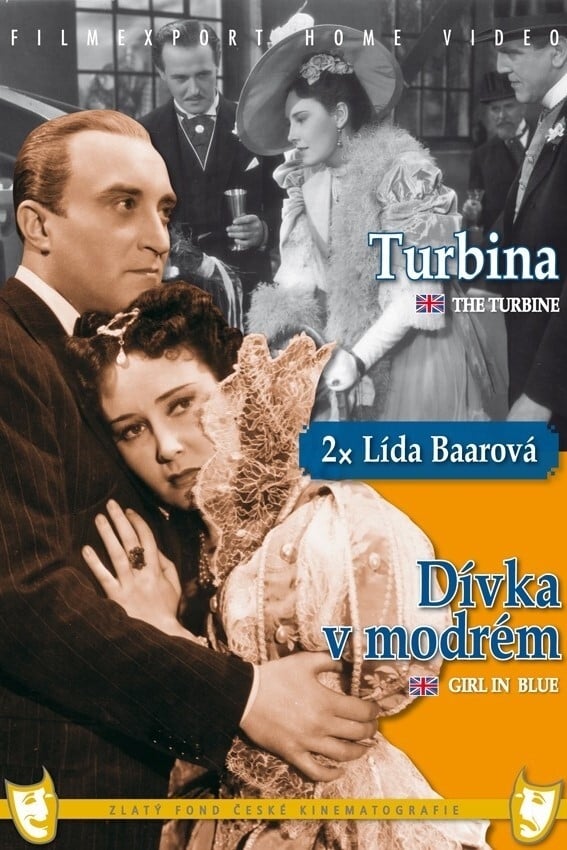 FILMEXPORT HOME VIDEO
Turbina
THE TURBINE
2x Lída Baarová
Dívka
v modrém
GIRL IN BLUE
ZLATÝ FOND ČESKÉ KINEMATOGRAFIE